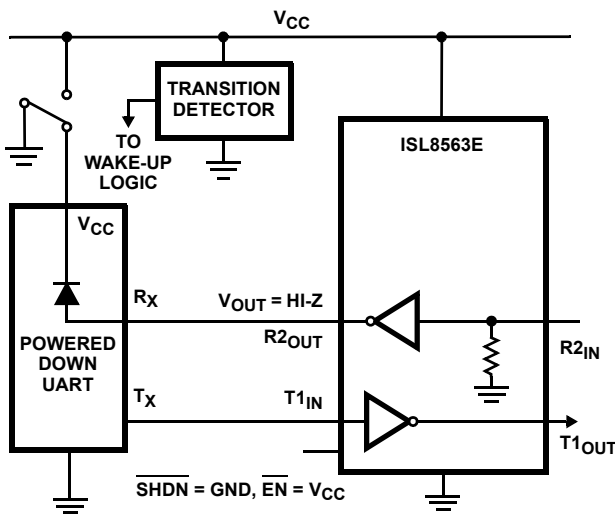 VCC
TRANSITION
DETECTOR
TO
WAKE-UP
LOGIC
ISL8563E
VCC
RX
VOUT = HI-Z
R2OUT
R2IN
POWERED
DOWN
UART
TX
T1IN
T1OUT
SHDN = GND, EN = VCC